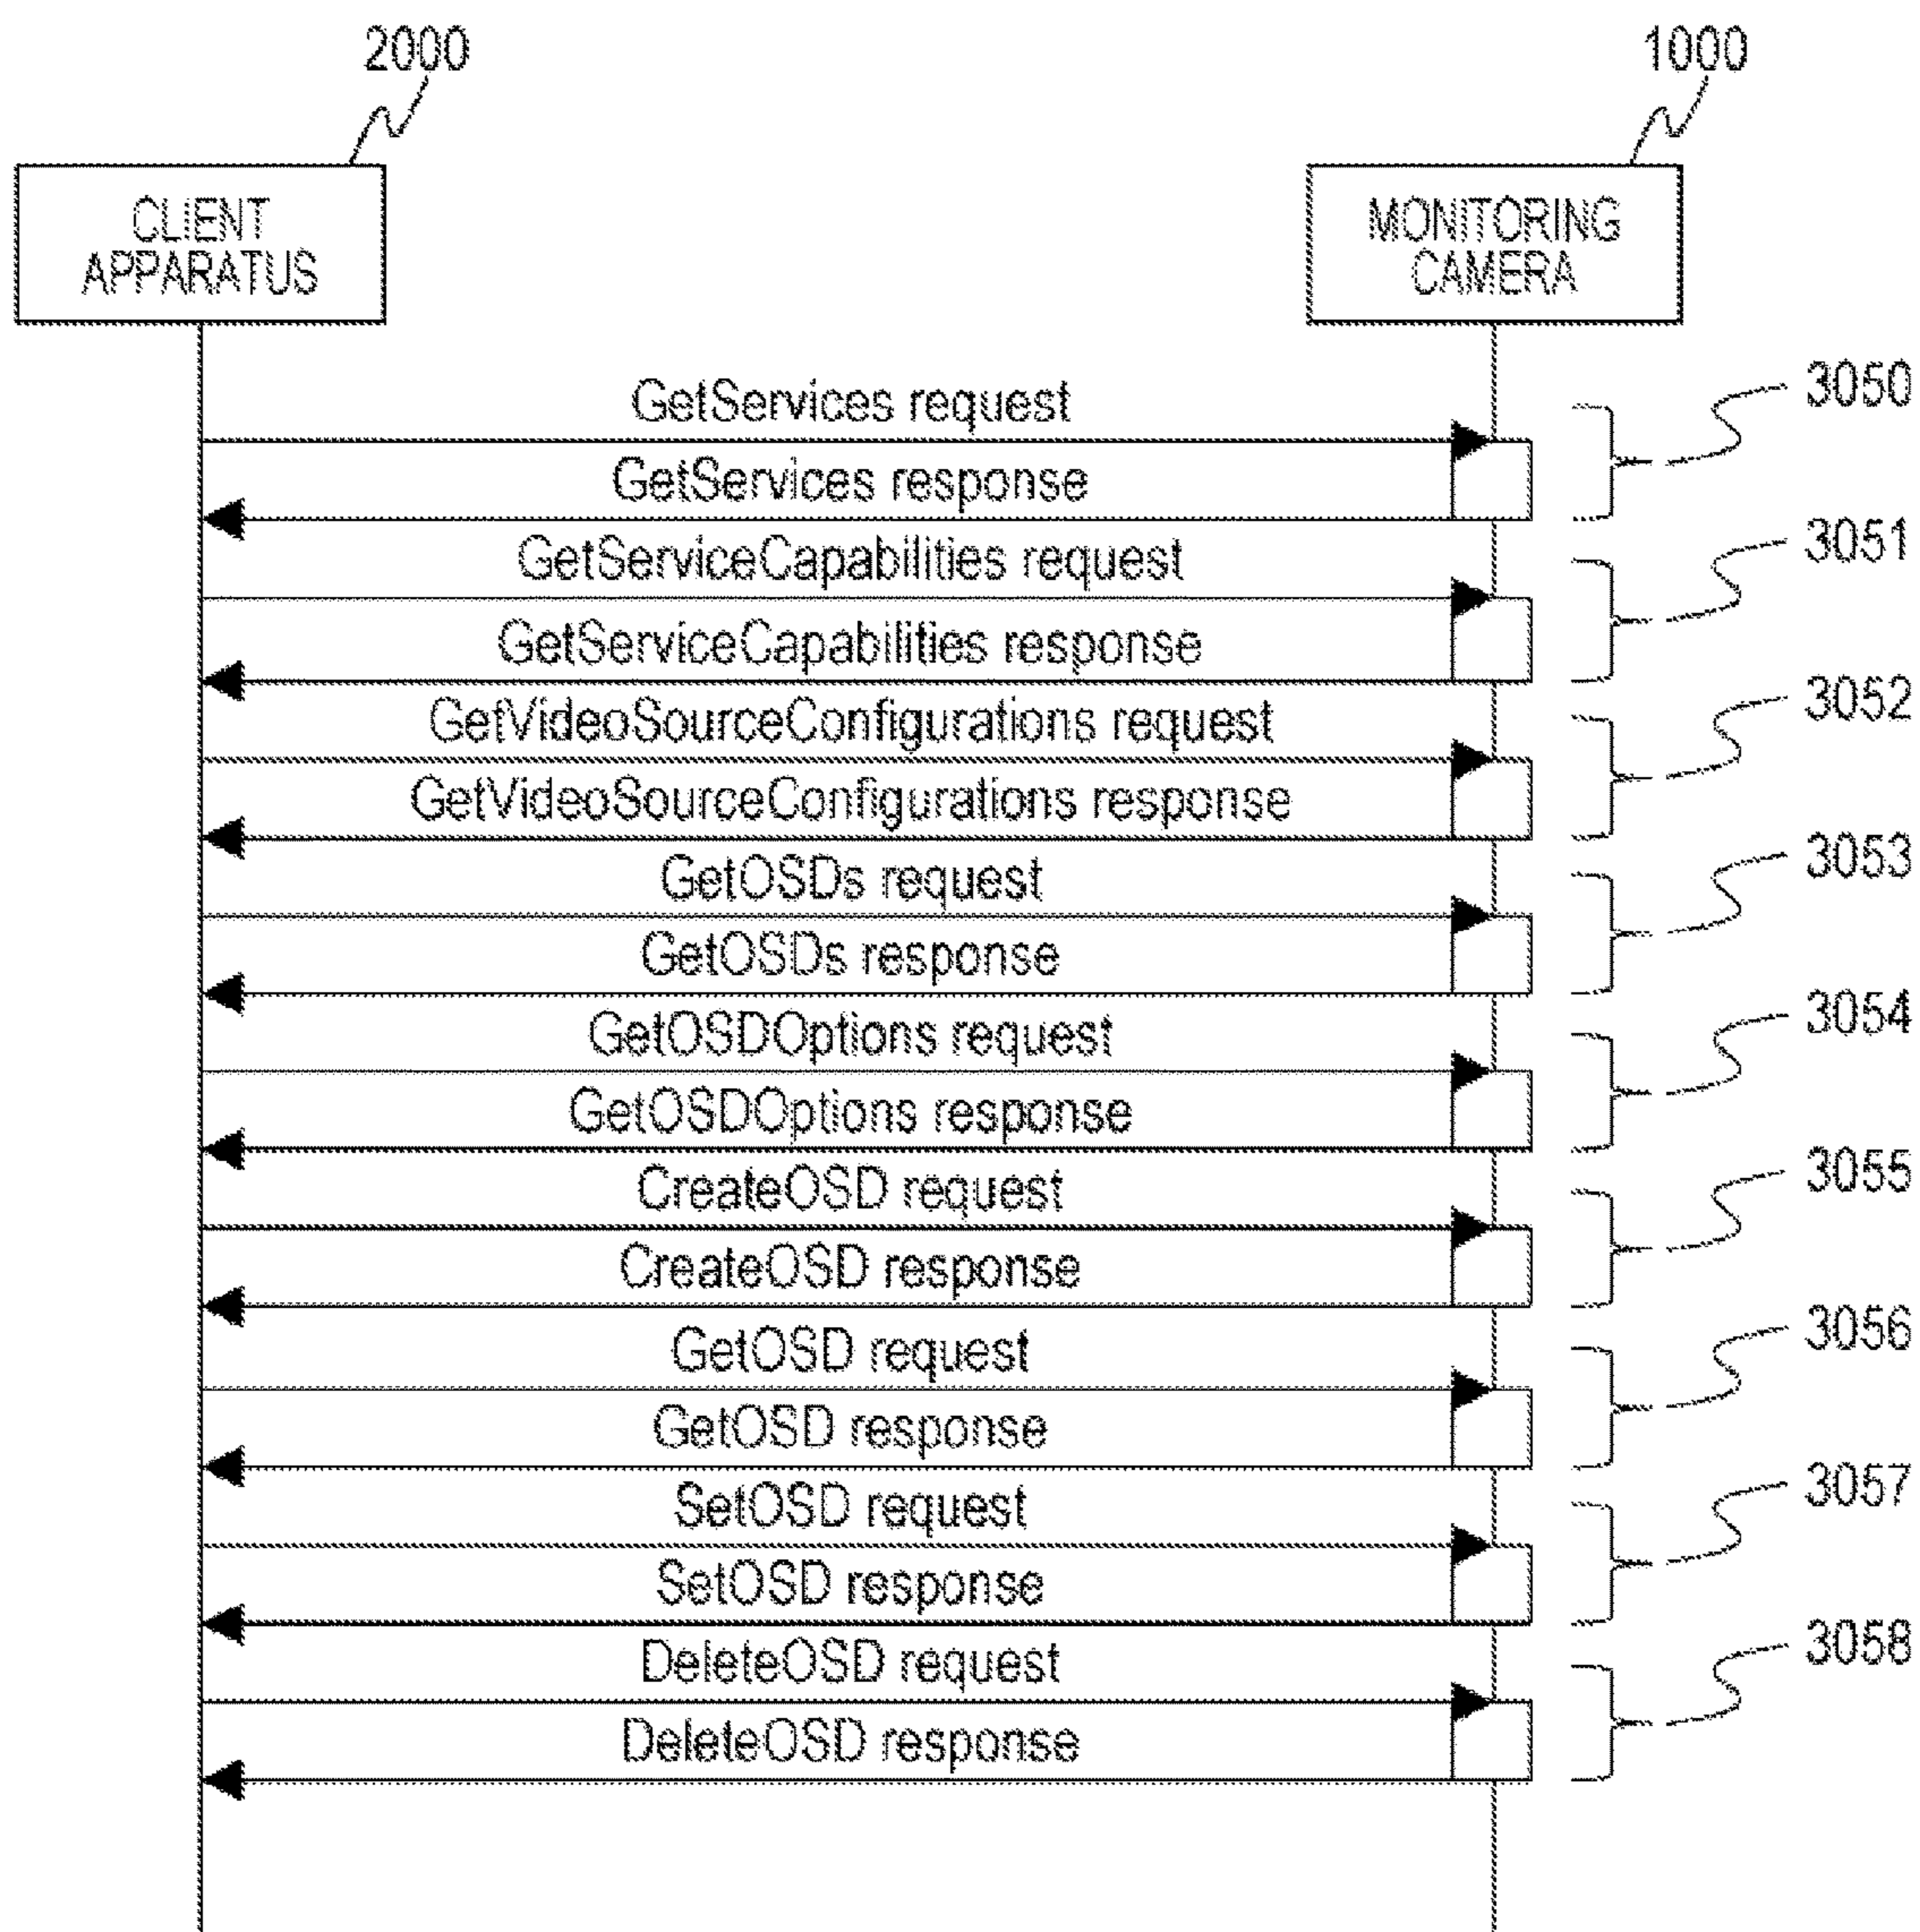 2000
1000
CLIENT
APPARATUS
MONITORING
CAMERA
GetServices request
3050
GetServices response
GetServiceCapabilities request
3051
GetServiceCapabilities response
GetVideoSourceConfigurations request
3052
GetVideoSourceConfigurations response
GetOSDs request
3053
GetOSDs response
GetOSDOptions request
3054
GetOSDOptions response
CreateOSD request
3055
CreateOSD response
GetOSD request
3056
GetOSD response
SetOSD request
3057
SetOSD response
DeleteOSD request
3058
DeleteOSD response